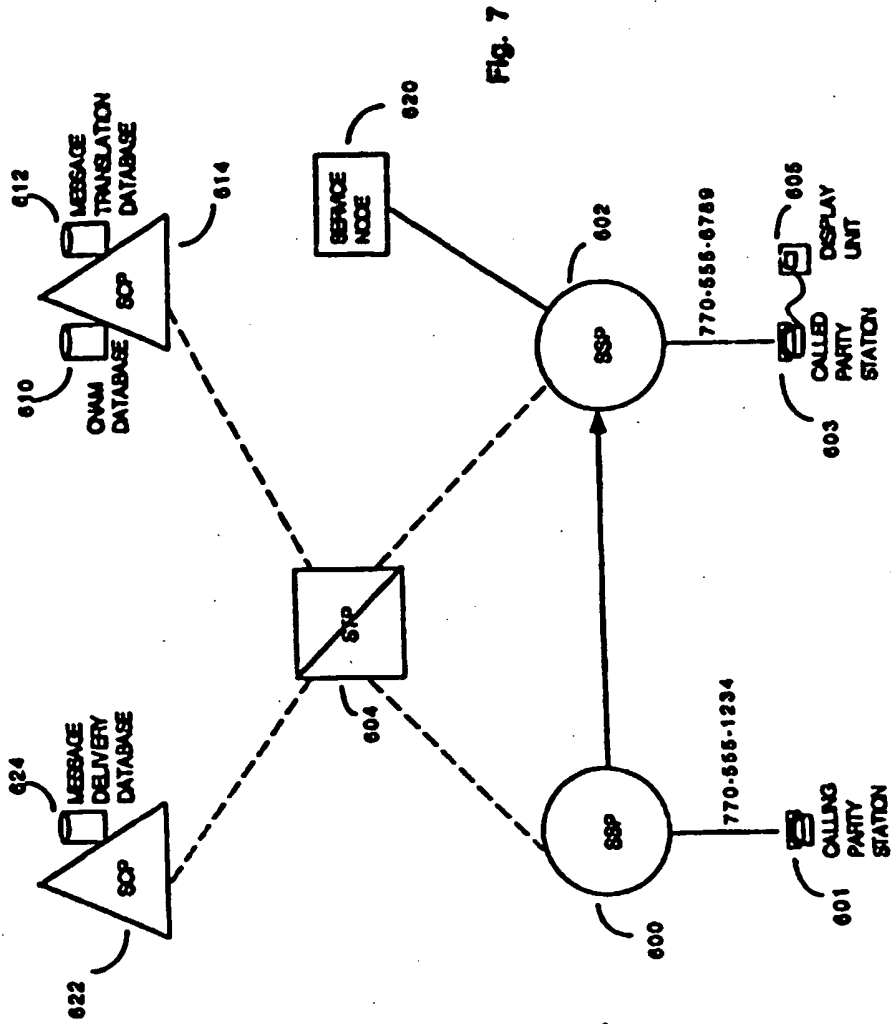 624
MESSAGE
DELIVERY
DATABASE
SCP
622
610
CNAM
DATABASE
612
MESSAGE
TRANSLATION
DATABASE
SCP
614
STP
604
SERVICE
NODE
620
SSP
600
SSP
602
770-555-1234
770-555-6789
601
CALLING
PARTY
STATION
603
CALLED
PARTY
STATION
605
DISPLAY
UNIT
Fig. 7